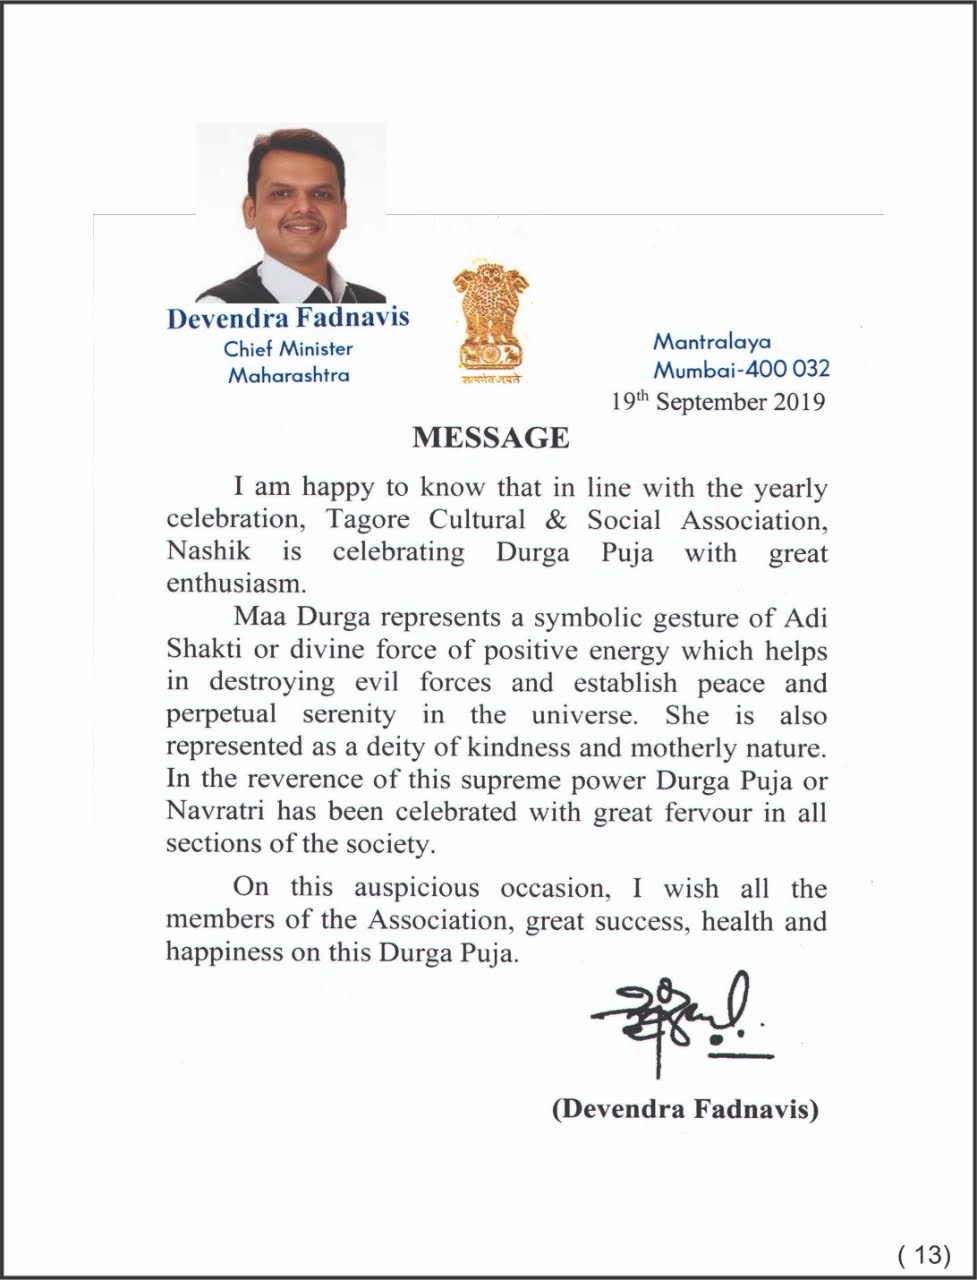 Devendra Fadnavis
Chief Minister
Maharashtra
सत्यमेव जयते
Mantralaya
Mumbai-400 032
19th September 2019
MESSAGE
I am happy to know that in line with the yearly
celebration, Tagore Cultural & Social Association,
Nashik is celebrating Durga Puja with great
enthusiasm.
Maa Durga represents a symbolic gesture of Adi
Shakti or divine force of positive energy which helps
in destroying evil forces and establish peace and
perpetual serenity in the universe. She is also
represented as a deity of kindness and motherly nature.
In the reverence of this supreme power Durga Puja or
Navratri has been celebrated with great fervour in all
sections of the society.
On this auspicious occasion, I wish all the
members of the Association, great success, health and
happiness on this Durga Puja.
(Devendra Fadnavis)
( 13)